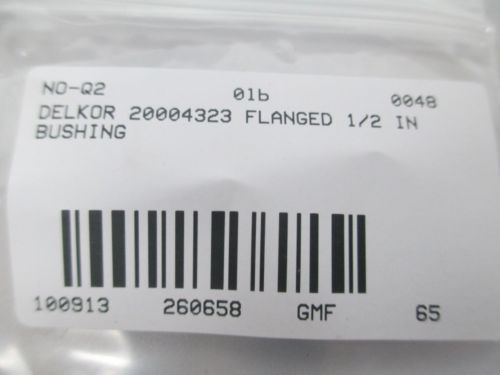 NO-Q2 01b 0048
DELKOR 20004323 FLANGED 1/2 IN
BUSHING
100913 260658 GMF 65